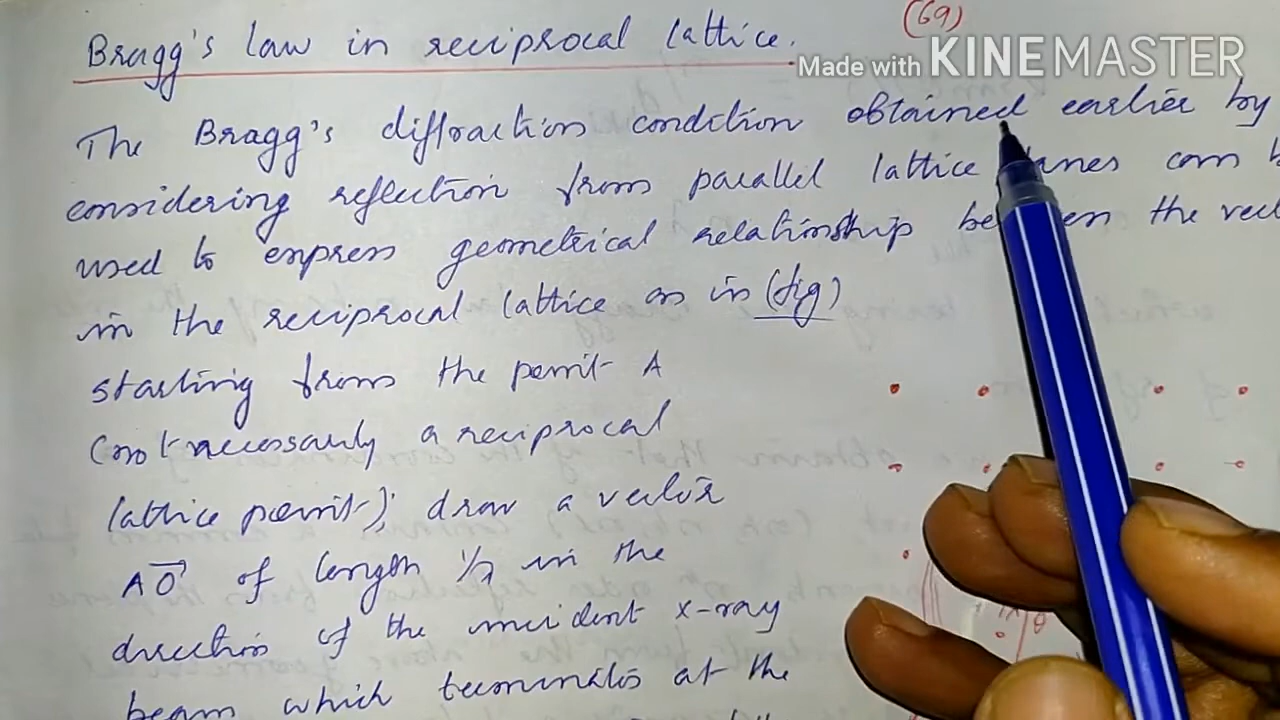 (69)
Bragg's law in reciprocal lattice.
Made with KINEMASTER
The Bragg's diffraction condition obtained earlier by
considering reflection from parallel lattice can
used to express geometrical relationship the
in the reciprocal lattice as in (fig)
starting from the point A
(not necessarily a reciprocal
lattice point); draw a vector
AO of length 1/λ in the
direction of the incident x-ray
beam which terminates at the
θ